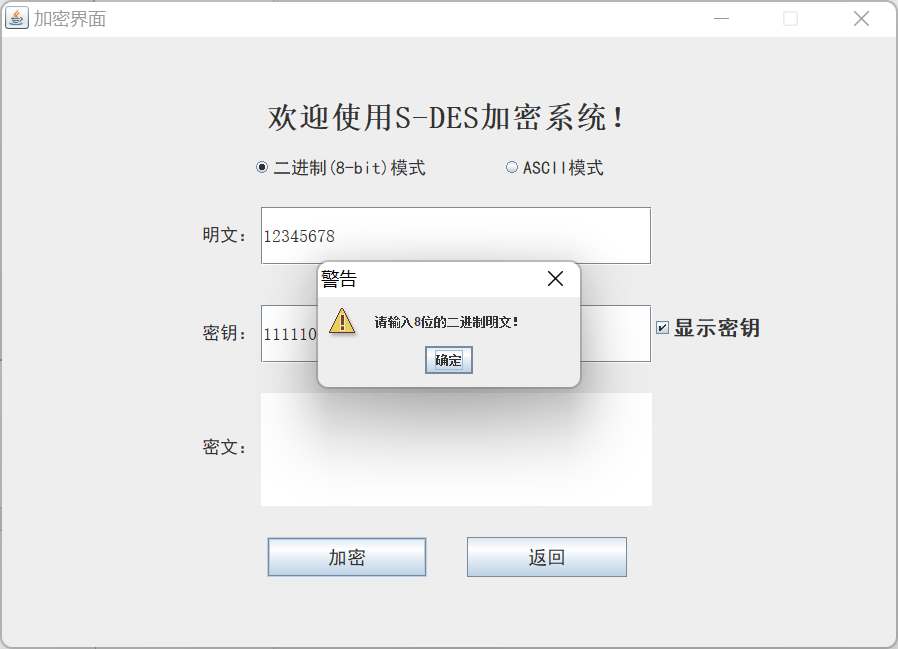 加密界面
欢迎使用S-DES加密系统!
二进制(8-bit)模式 ASCII模式
明文: 12345678
警告
请输入8位的二进制明文!
密钥: 显示密钥
确定
密文:
加密 返回